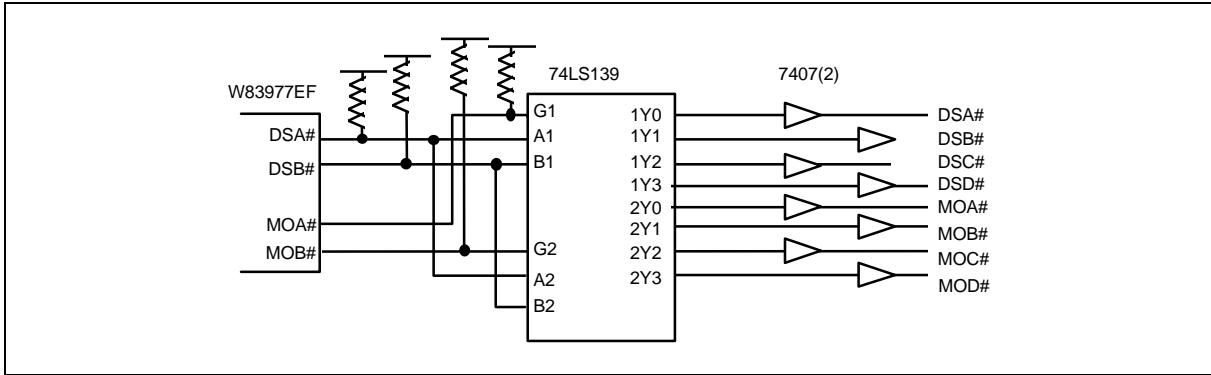 74LS139
7407(2)
W83977EF
DSA#
DSB#
MOA#
MOB#
G1
A1
B1
G2
A2
B2
1Y0
1Y1
1Y2
1Y3
2Y0
2Y1
2Y2
2Y3
DSA#
DSB#
DSC#
DSD#
MOA#
MOB#
MOC#
MOD#